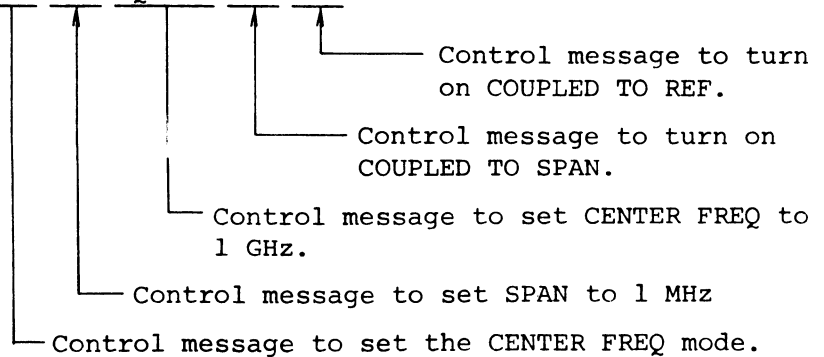 Control message to turn
on COUPLED TO REF.
Control message to turn on
COUPLED TO SPAN.
Control message to set CENTER FREQ to
1 GHz.
Control message to set SPAN to 1 MHz
Control message to set the CENTER FREQ mode.